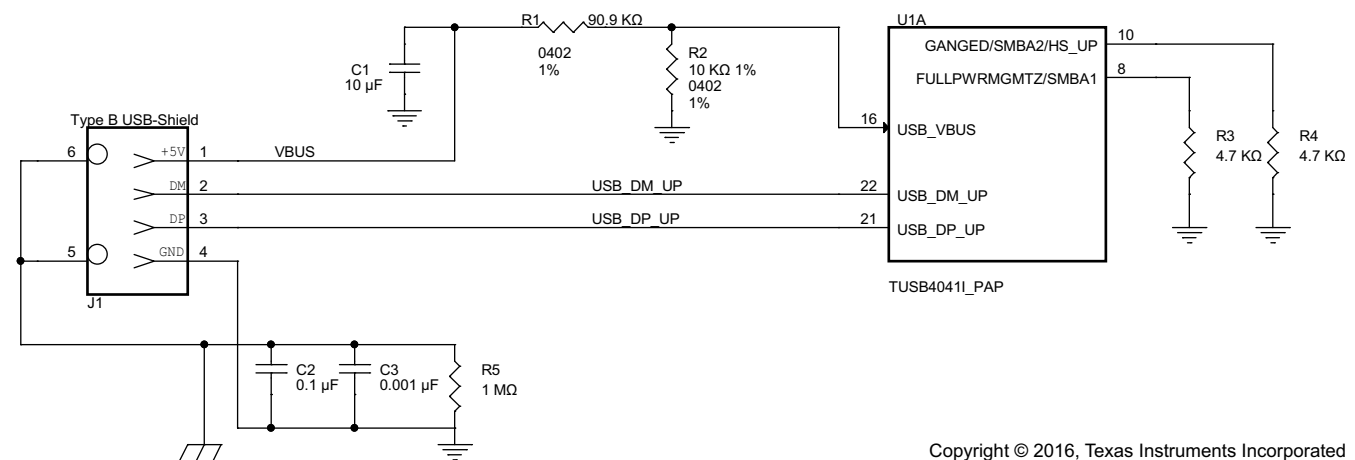 R1 90.9 KΩ
0402
1%
C1
10 µF
R2
10 KΩ 1%
0402
1%
U1A
GANGED/SMBA2/HS_UP 10
FULLPWRMGMTZ/SMBA1 8
16 USB_VBUS
R3
4.7 KΩ
R4
4.7 KΩ
Type B USB-Shield
6 +5V 1 VBUS
DM 2 USB_DM_UP 22 USB_DM_UP
DP 3 USB_DP_UP 21 USB_DP_UP
5 GND 4
J1
TUSB4041I_PAP
C2
0.1 µF
C3
0.001 µF
R5
1 MΩ
Copyright © 2016, Texas Instruments Incorporated